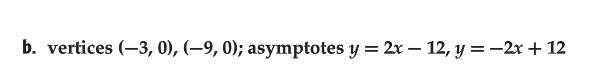 b. vertices (−3, 0), (−9, 0); asymptotes y = 2x − 12, y = −2x + 12